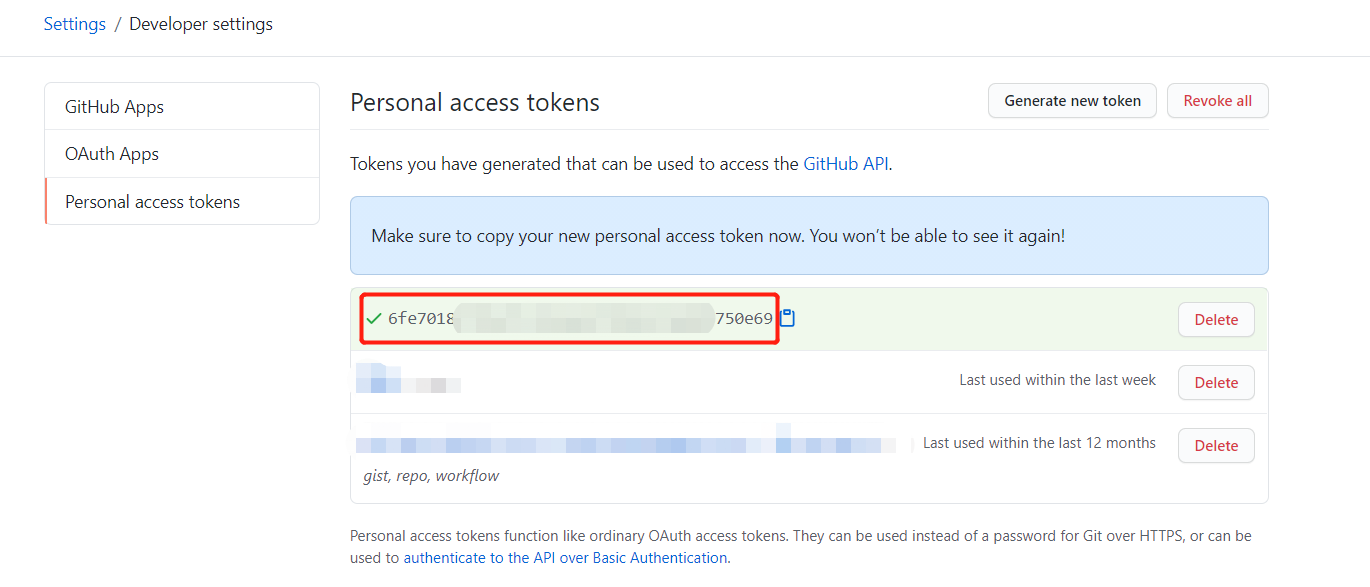 Settings / Developer settings
GitHub Apps
OAuth Apps
Personal access tokens
Personal access tokens
Generate new token
Revoke all
Tokens you have generated that can be used to access the GitHub API.
Make sure to copy your new personal access token now. You won't be able to see it again!
6fe7018 750e69
Delete
Last used within the last week
Delete
Last used within the last 12 months
Delete
gist, repo, workflow
Personal access tokens function like ordinary OAuth access tokens. They can be used instead of a password for Git over HTTPS, or can be
used to authenticate to the API over Basic Authentication.